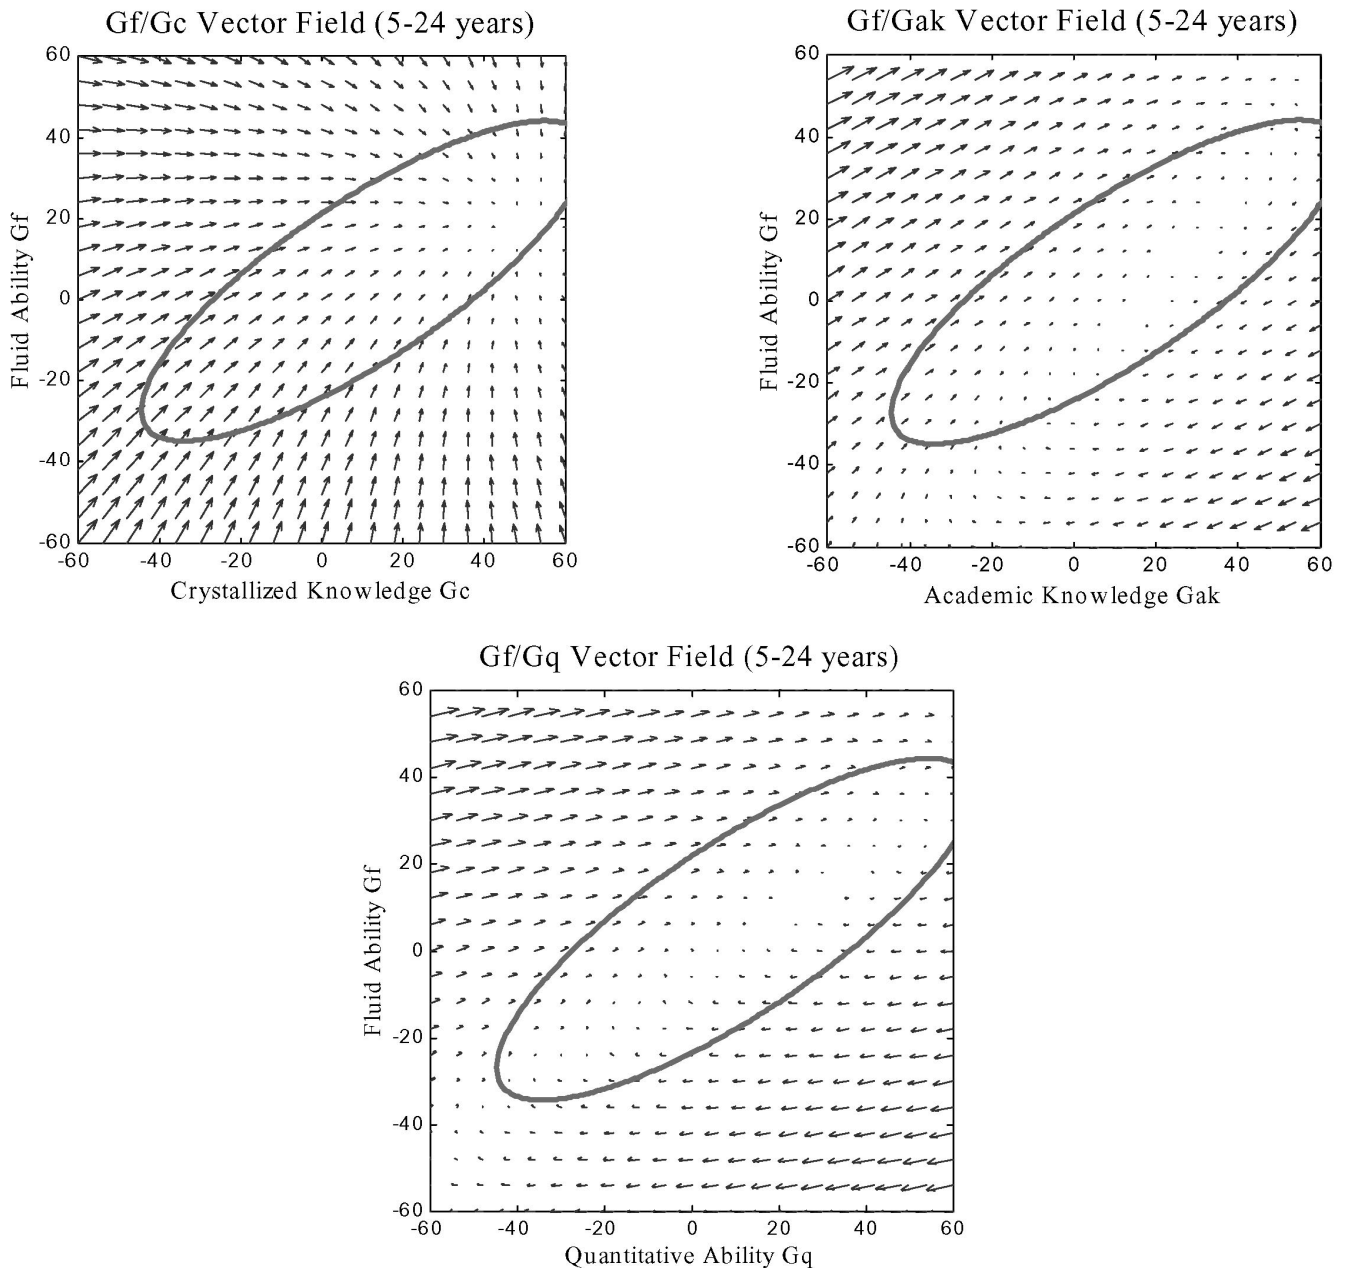 Gf/Gc Vector Field (5-24 years)
60
40
20
0
-20
-40
-60
Fluid Ability Gf
-60 -40 -20 0 20 40 60
Crystallized Knowledge Gc
Gf/Gak Vector Field (5-24 years)
60
40
20
0
-20
-40
-60
Fluid Ability Gf
-60 -40 -20 0 20 40 60
Academic Knowledge Gak
Gf/Gq Vector Field (5-24 years)
60
40
20
0
-20
-40
-60
Fluid Ability Gf
-60 -40 -20 0 20 40 60
Quantitative Ability Gq